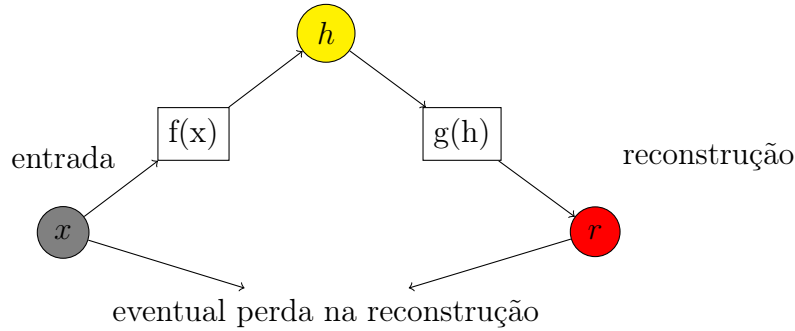 h
f(x)
g(h)
entrada
reconstrução
x
r
eventual perda na reconstrução